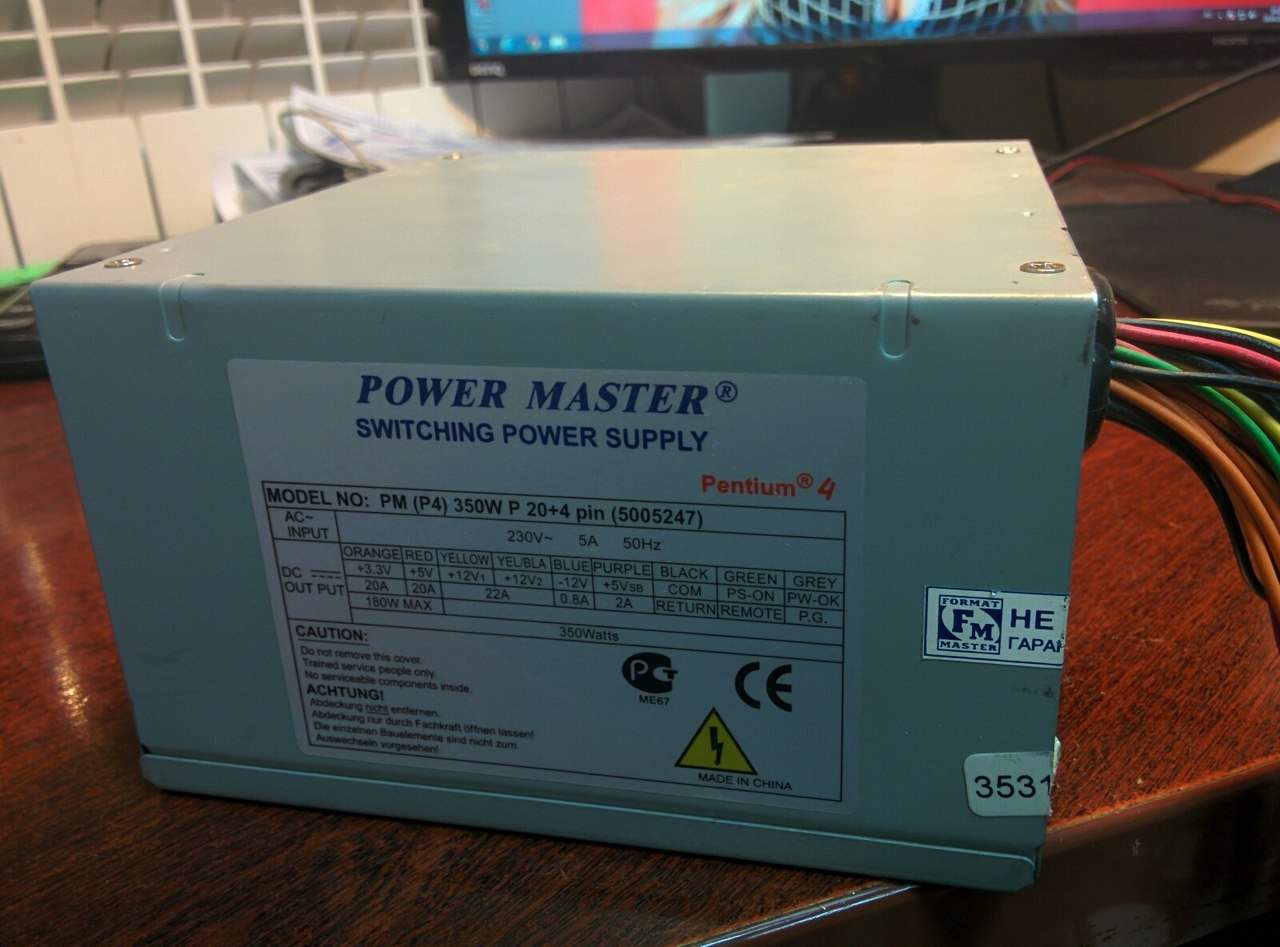 POWER MASTER®
SWITCHING POWER SUPPLY
Pentium® 4
MODEL NO: PM (P4) 350W P 20+4 pin (5005247)
AC~ INPUT 230V~ 5A 50Hz
DC OUT PUT
ORANGE RED YELLOW YEL/BLA BLUE PURPLE BLACK GREEN GREY
+3.3V +5V +12V1 +12V2 -12V +5VSB COM PS-ON PW-OK
20A 20A 22A 0.8A 2A RETURN REMOTE P.G.
180W MAX
350Watts
CAUTION:
Do not remove this cover.
Trained service people only.
No serviceable components inside.
ACHTUNG!
Abdeckung nicht entfernen.
Abdeckung nur durch Fachkraft öffnen lassen!
Die einzelnen Bauelemente sind nicht zum
Auswechseln vorgesehen!
РСТ
ME67
CE
MADE IN CHINA
FORMAT
FM
MASTER
НЕ
ГАРАН
3531
BenQ
HDMI